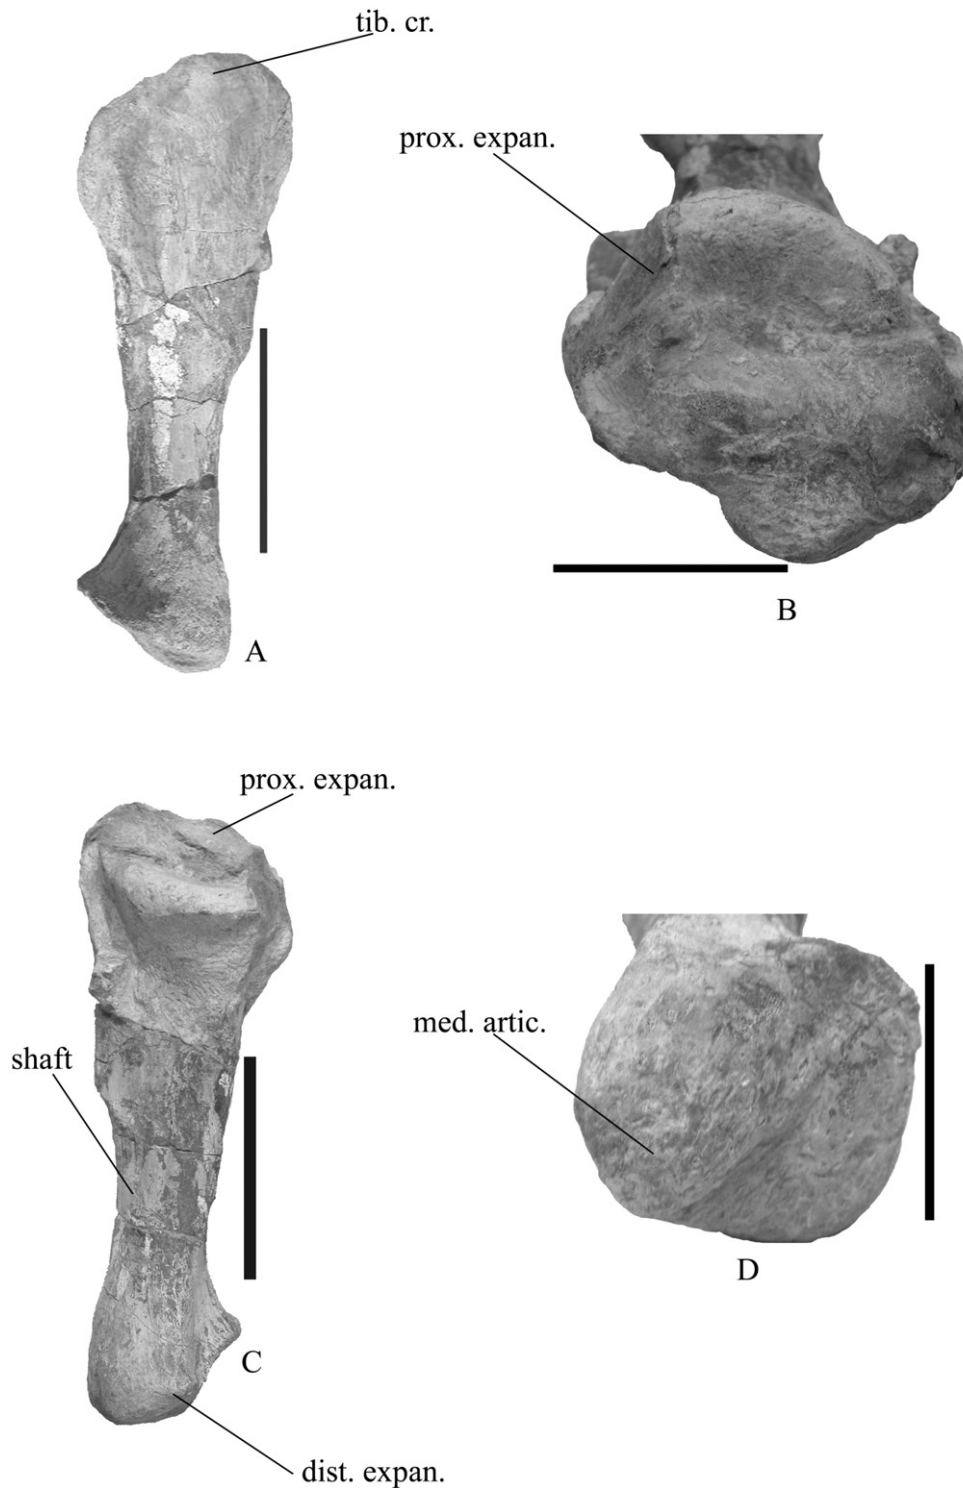 tib. cr.
prox. expan.
A
B
prox. expan.
shaft
med. artic.
C
D
dist. expan.